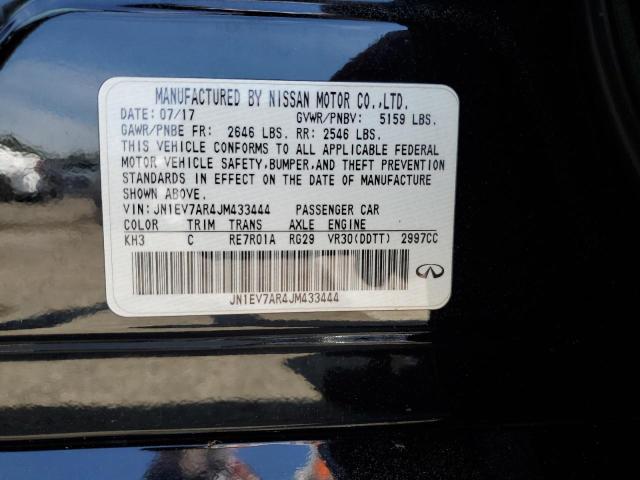 MANUFACTURED BY NISSAN MOTOR CO.,LTD.
DATE: 07/17 GVWR/PNBV: 5159 LBS.
GAWR/PNBE FR: 2646 LBS. RR: 2546 LBS.
THIS VEHICLE CONFORMS TO ALL APPLICABLE FEDERAL
MOTOR VEHICLE SAFETY,BUMPER,AND THEFT PREVENTION
STANDARDS IN EFFECT ON THE DATE OF MANUFACTURE
SHOWN ABOVE.
VIN:JN1EV7AR4JM433444 PASSENGER CAR
COLOR TRIM TRANS AXLE ENGINE
KH3 C RE7R01A RG29 VR30(DDTT) 2997CC
JN1EV7AR4JM433444